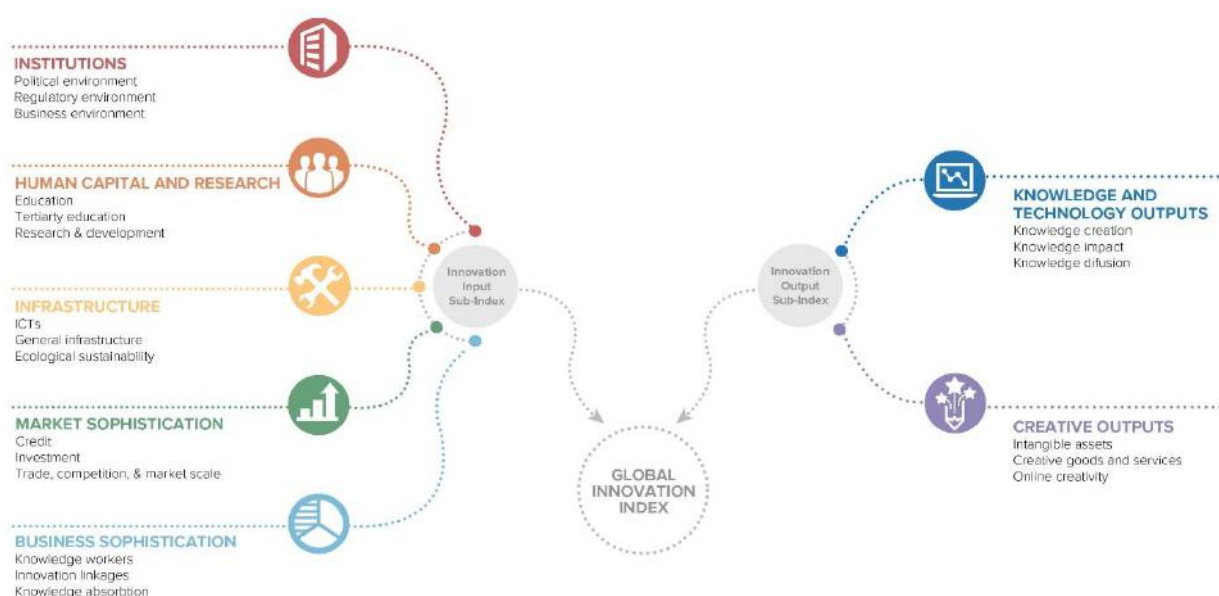 INSTITUTIONS
Political environment
Regulatory environment
Business environment
HUMAN CAPITAL AND RESEARCH
Education
Tertiarty education
Research & development
INFRASTRUCTURE
ICTs
General infrastructure
Ecological sustainability
MARKET SOPHISTICATION
Credit
Investment
Trade, competition, & market scale
BUSINESS SOPHISTICATION
Knowledge workers
Innovation linkages
Knowledge absorbtion
Innovation
Input
Sub-Index
GLOBAL
INNOVATION
INDEX
Innovation
Output
Sub-Index
KNOWLEDGE AND
TECHNOLOGY OUTPUTS
Knowledge creation
Knowledge impact
Knowledge difusion
CREATIVE OUTPUTS
Intangible assets
Creative goods and services
Online creativity